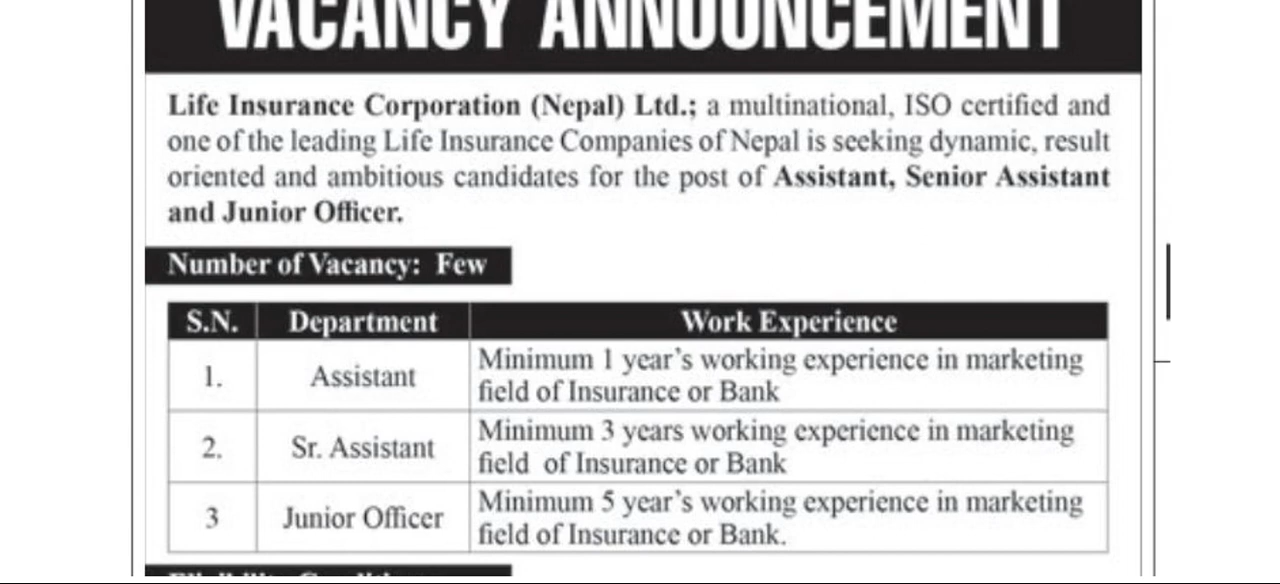 VACANCY ANNOUNCEMENT
Life Insurance Corporation (Nepal) Ltd.; a multinational, ISO certified and
one of the leading Life Insurance Companies of Nepal is seeking dynamic, result
oriented and ambitious candidates for the post of Assistant, Senior Assistant
and Junior Officer.
Number of Vacancy: Few
S.N. Department Work Experience
1. Assistant Minimum 1 year’s working experience in marketing
field of Insurance or Bank
2. Sr. Assistant Minimum 3 years working experience in marketing
field of Insurance or Bank
3 Junior Officer Minimum 5 year’s working experience in marketing
field of Insurance or Bank.